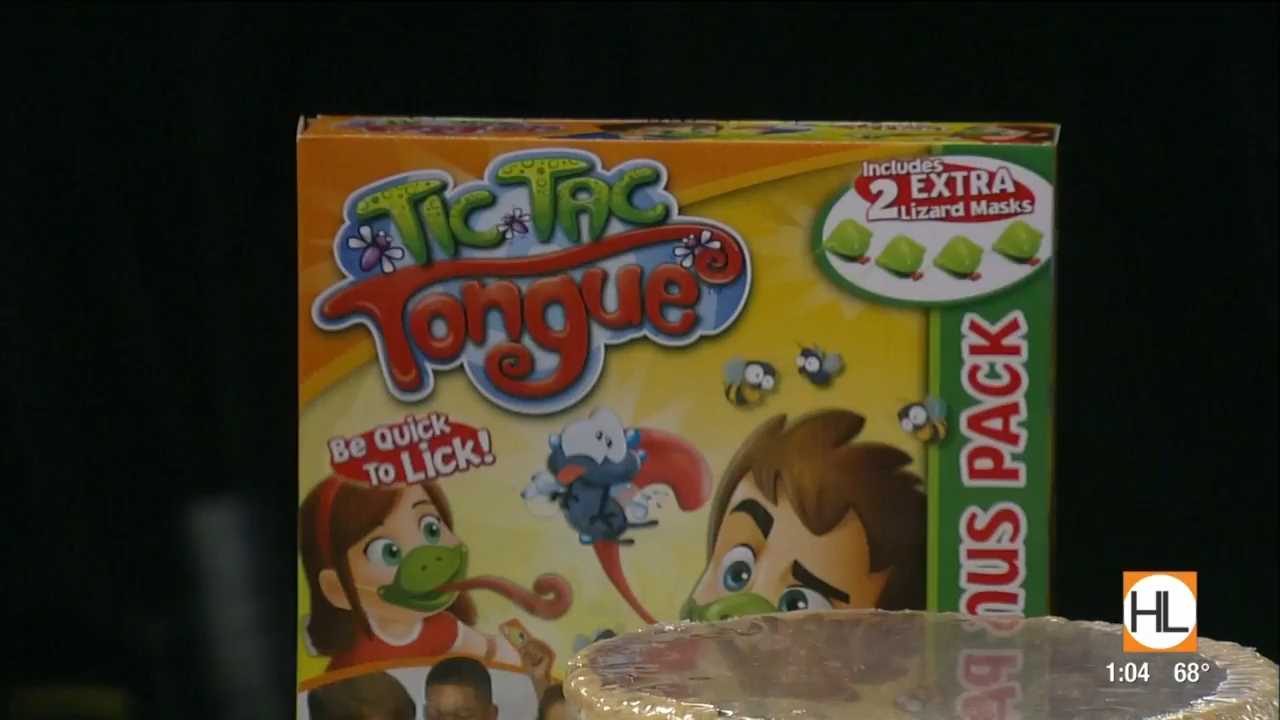 Includes
2 EXTRA
Lizard Masks
TIC TAC
Tongue
Be Quick
To Lick!
nus PACK
HL
1:04 68°